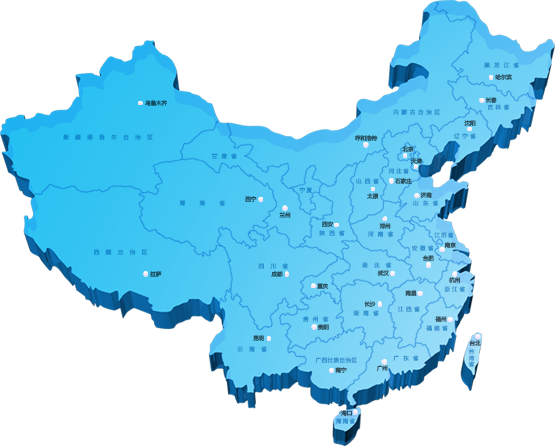 黑龙江省
哈尔滨
长春
吉林省
乌鲁木齐
内蒙古自治区
沈阳
辽宁省
新疆维吾尔自治区
呼和浩特
北京
天津
甘肃省
河北省
石家庄
山西省
宁夏
太原
济南
山东省
青海省
西宁
兰州
西安
陕西省
郑州
河南省
江苏省
南京
安徽省
合肥
西藏自治区
拉萨
四川省
成都
重庆
湖北省
武汉
杭州
浙江省
南昌
江西省
长沙
湖南省
贵州省
贵阳
福州
福建省
昆明
云南省
广西壮族自治区
南宁
广东省
广州
台北
台湾省
海口
海南省